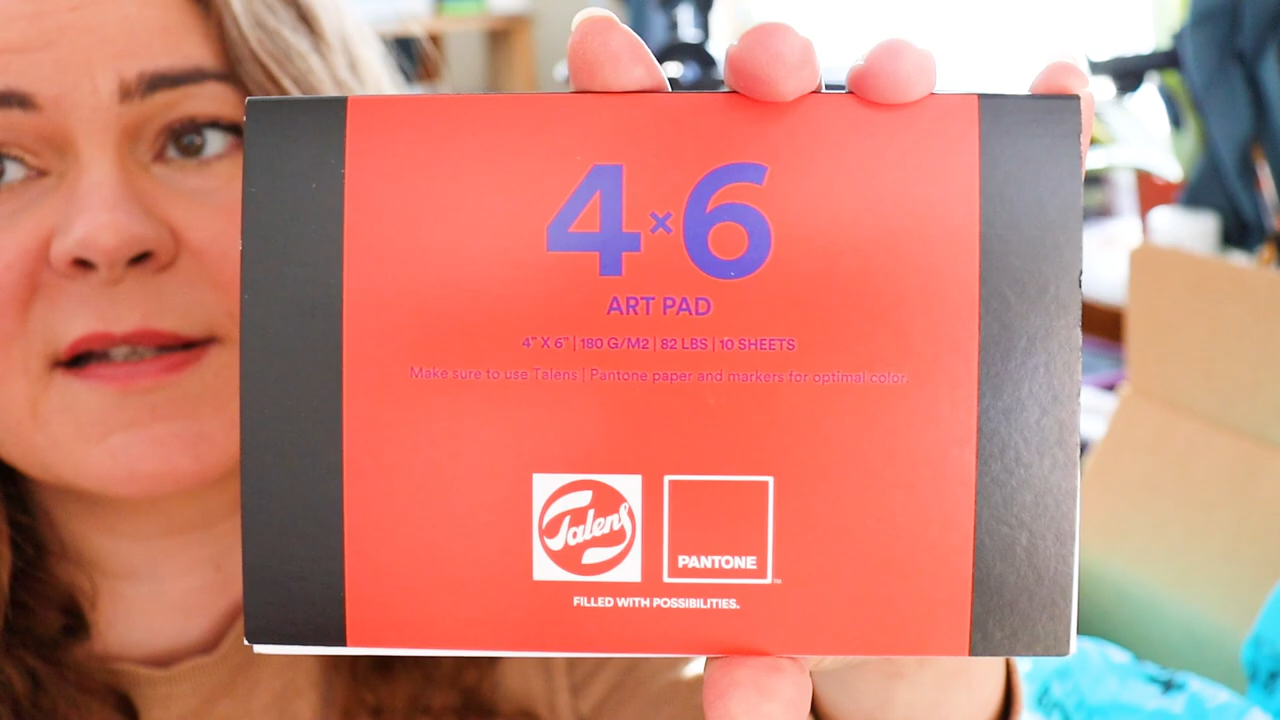 4×6
ART PAD
4" X 6" | 180 G/M2 | 82 LBS | 10 SHEETS
Make sure to use Talens | Pantone paper and markers for optimal color.
Talens
PANTONE
™
FILLED WITH POSSIBILITIES.